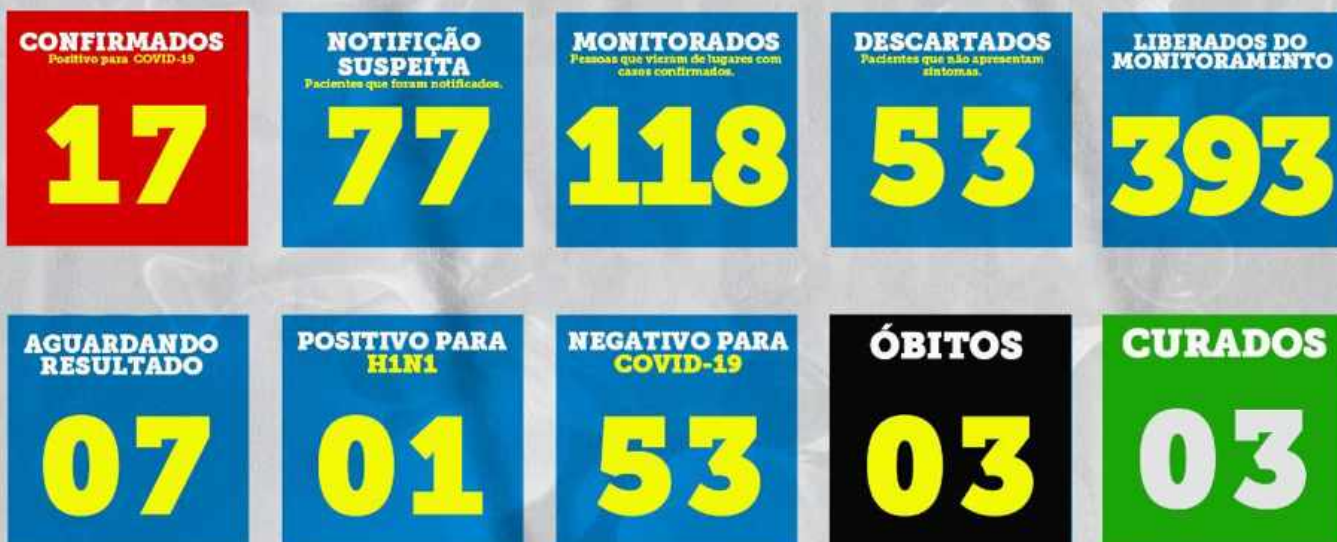 CONFIRMADOS
Positivo para COVID-19
17
NOTIFIÇÃO
SUSPEITA
Pacientes que foram notificados.
77
MONITORADOS
Pessoas que vieram de lugares com
casos confirmados.
118
DESCARTADOS
Pacientes que não apresentam
sintomas.
53
LIBERADOS DO
MONITORAMENTO
393
AGUARDANDO
RESULTADO
07
POSITIVO PARA
H1N1
01
NEGATIVO PARA
COVID-19
53
ÓBITOS
03
CURADOS
03